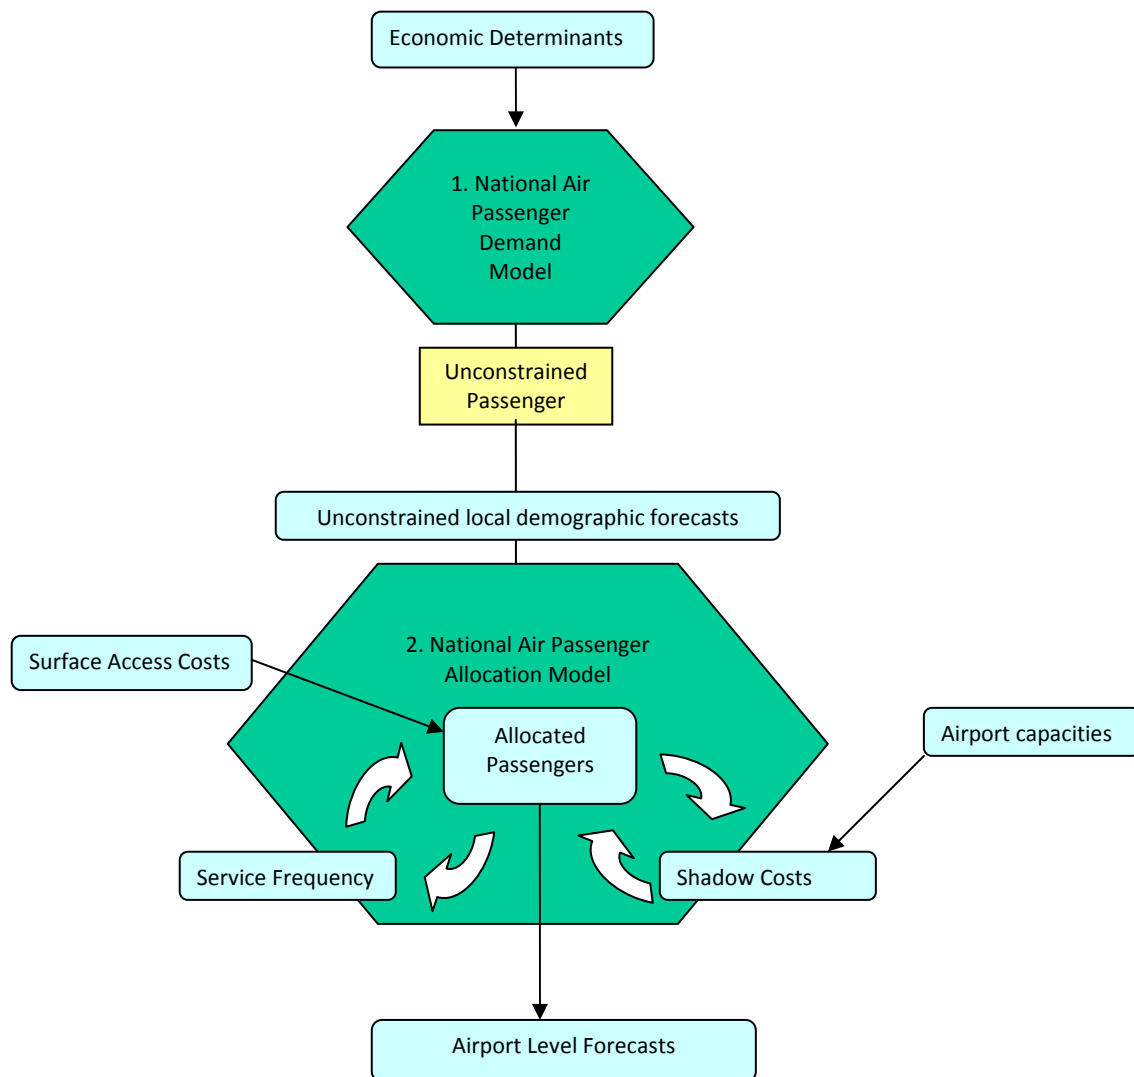 Economic Determinants
1. National Air
Passenger
Demand
Model
Unconstrained
Passenger
Unconstrained local demographic forecasts
2. National Air Passenger
Allocation Model
Surface Access Costs
Allocated
Passengers
Airport capacities
Service Frequency
Shadow Costs
Airport Level Forecasts